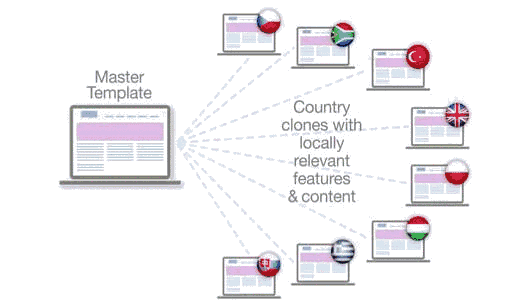 Master
Template
Country
clones with
locally
relevant
features
& content